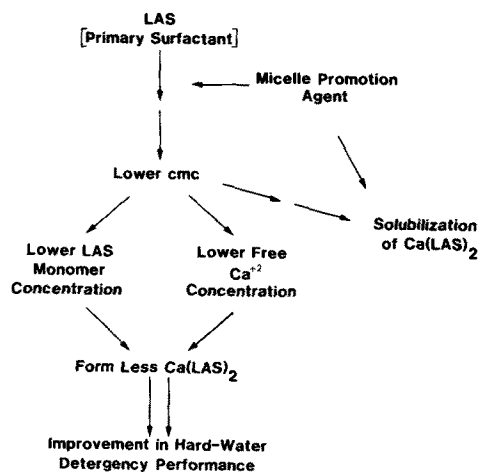 LAS
[Primary Surfactant]
Micelle Promotion
Agent
Lower cmc
Solubilization
of Ca(LAS)2
Lower LAS
Monomer
Concentration
Lower Free
Ca+2
Concentration
Form Less Ca(LAS)2
Improvement in Hard-Water
Detergency Performance